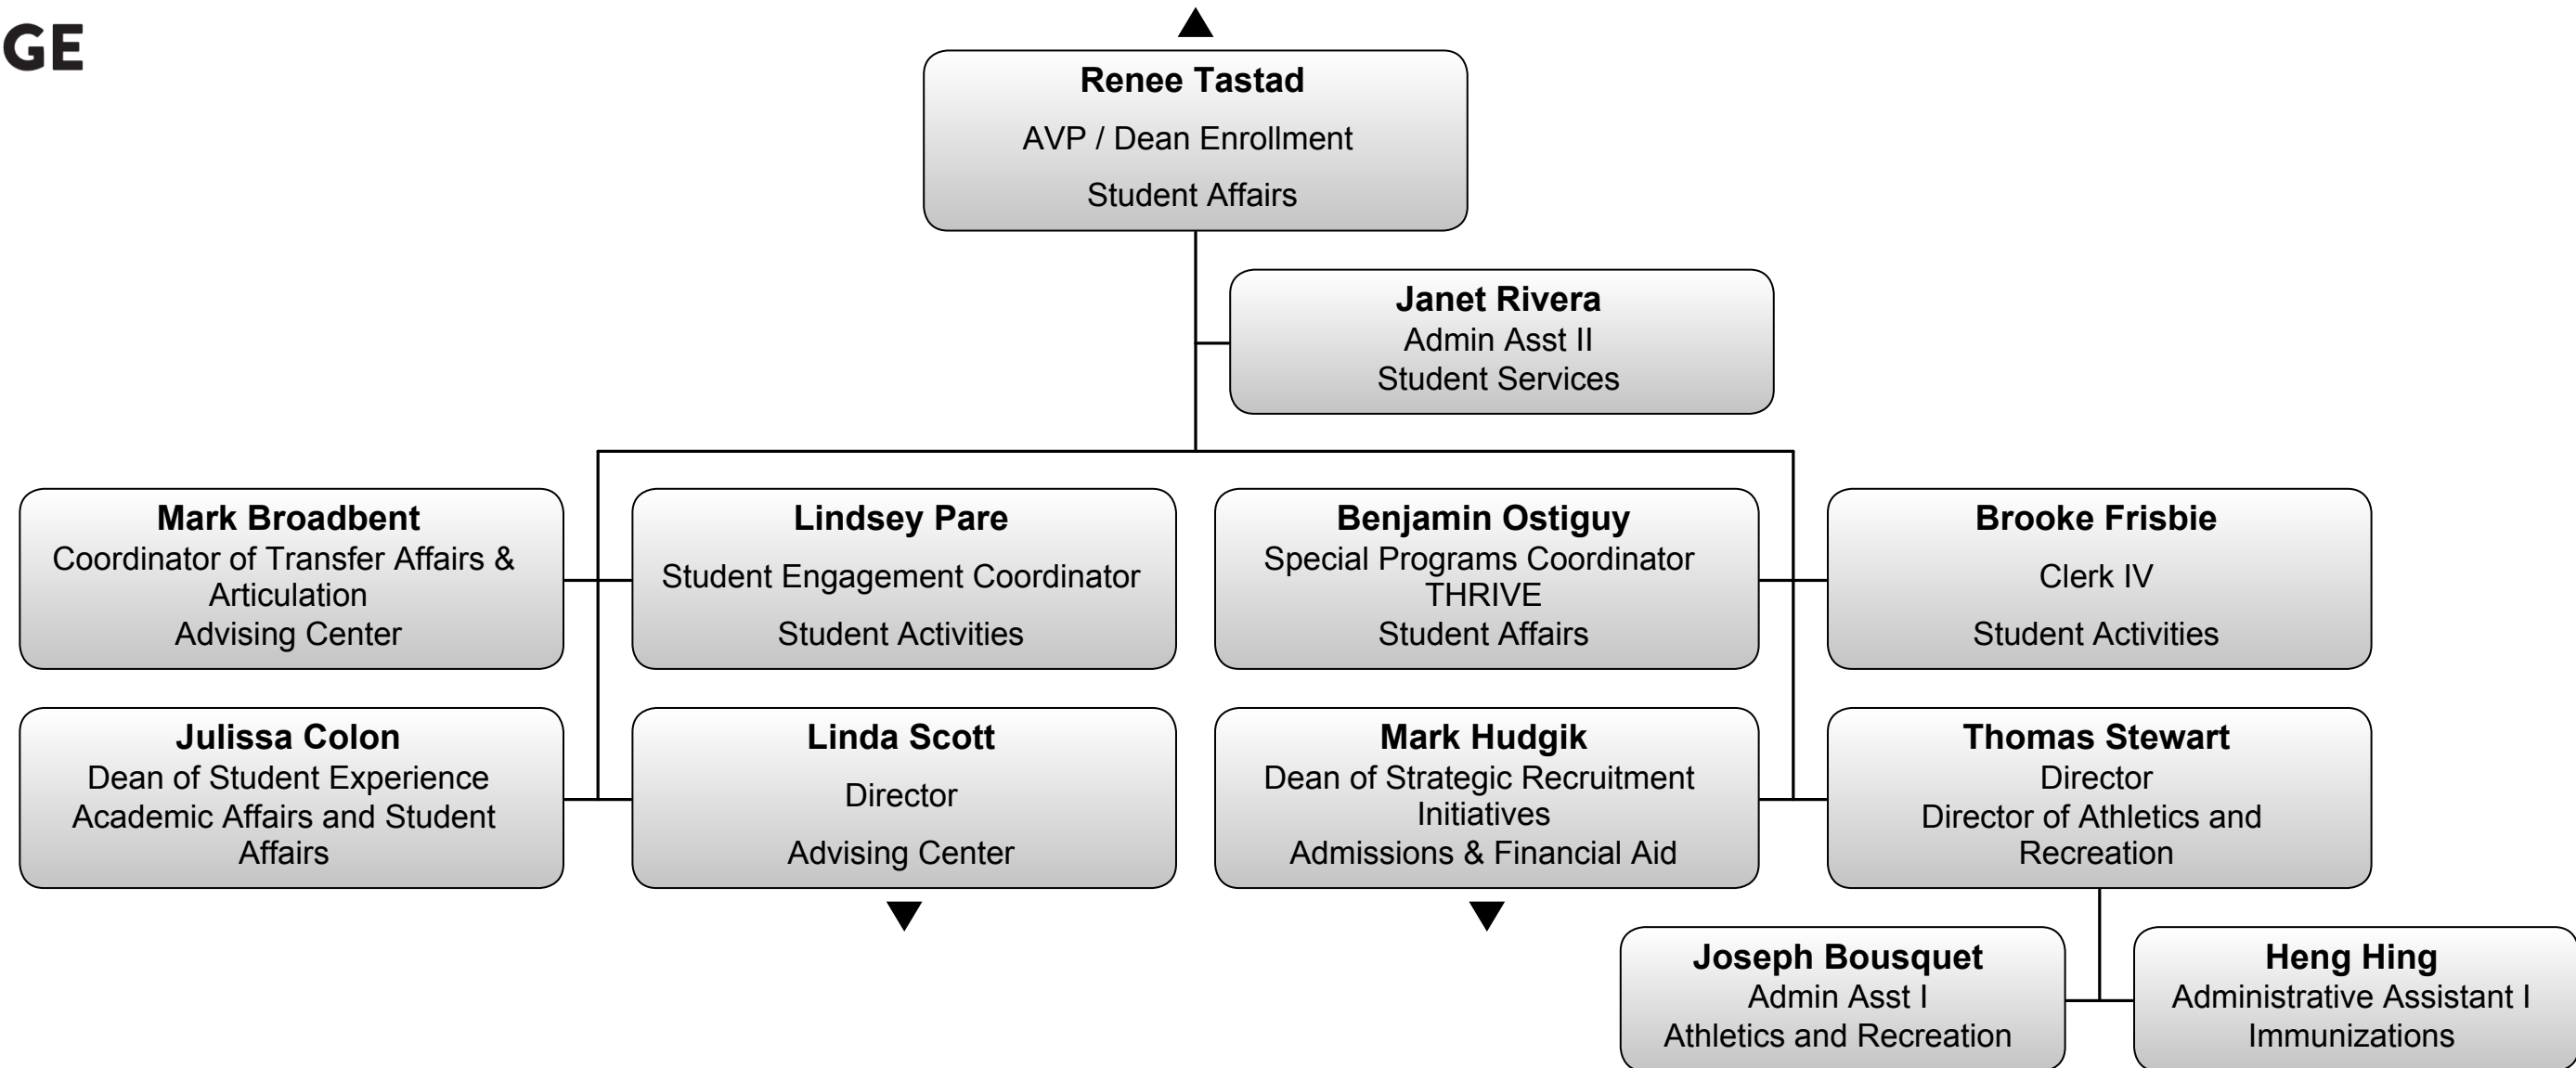 GE
Renee Tastad
AVP / Dean Enrollment
Student Affairs
Janet Rivera
Admin Asst II
Student Services
Mark Broadbent
Coordinator of Transfer Affairs &
Articulation
Advising Center
Lindsey Pare
Student Engagement Coordinator
Student Activities
Benjamin Ostiguy
Special Programs Coordinator
THRIVE
Student Affairs
Brooke Frisbie
Clerk IV
Student Activities
Julissa Colon
Dean of Student Experience
Academic Affairs and Student
Affairs
Linda Scott
Director
Advising Center
Mark Hudgik
Dean of Strategic Recruitment
Initiatives
Admissions & Financial Aid
Thomas Stewart
Director
Director of Athletics and
Recreation
Joseph Bousquet
Admin Asst I
Athletics and Recreation
Heng Hing
Administrative Assistant I
Immunizations